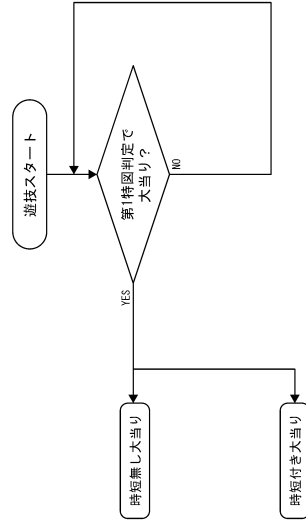 遊技スタート
第1特図判定で
大当り？
NO
YES
時短無し大当り
時短付き大当り